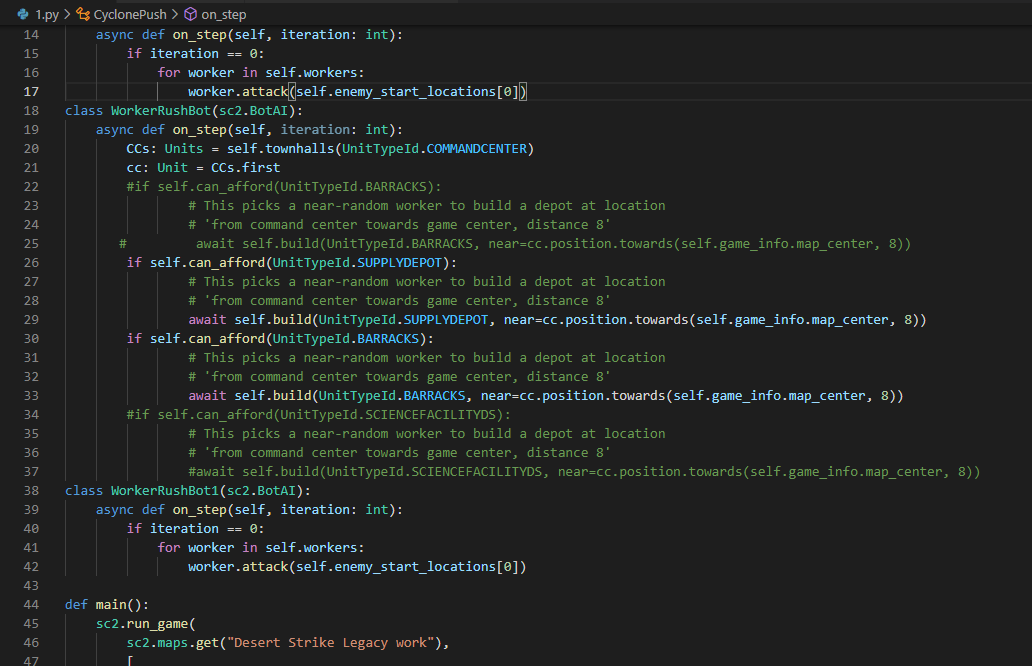 1.py > CyclonePush > on_step
14 async def on_step(self, iteration: int):
15 if iteration == 0:
16 for worker in self.workers:
17 worker.attack(self.enemy_start_locations[0])
18 class WorkerRushBot(sc2.BotAI):
19 async def on_step(self, iteration: int):
20 CCs: Units = self.townhalls(UnitTypeId.COMMANDCENTER)
21 cc: Unit = CCs.first
22 #if self.can_afford(UnitTypeId.BARRACKS):
23 # This picks a near-random worker to build a depot at location
24 # 'from command center towards game center, distance 8'
25 # await self.build(UnitTypeId.BARRACKS, near=cc.position.towards(self.game_info.map_center, 8))
26 if self.can_afford(UnitTypeId.SUPPLYDEPOT):
27 # This picks a near-random worker to build a depot at location
28 # 'from command center towards game center, distance 8'
29 await self.build(UnitTypeId.SUPPLYDEPOT, near=cc.position.towards(self.game_info.map_center, 8))
30 if self.can_afford(UnitTypeId.BARRACKS):
31 # This picks a near-random worker to build a depot at location
32 # 'from command center towards game center, distance 8'
33 await self.build(UnitTypeId.BARRACKS, near=cc.position.towards(self.game_info.map_center, 8))
34 #if self.can_afford(UnitTypeId.SCIENCEFACILITYDS):
35 # This picks a near-random worker to build a depot at location
36 # 'from command center towards game center, distance 8'
37 #await self.build(UnitTypeId.SCIENCEFACILITYDS, near=cc.position.towards(self.game_info.map_center, 8))
38 class WorkerRushBot1(sc2.BotAI):
39 async def on_step(self, iteration: int):
40 if iteration == 0:
41 for worker in self.workers:
42 worker.attack(self.enemy_start_locations[0])
43
44 def main():
45 sc2.run_game(
46 sc2.maps.get("Desert Strike Legacy work"),
47 [